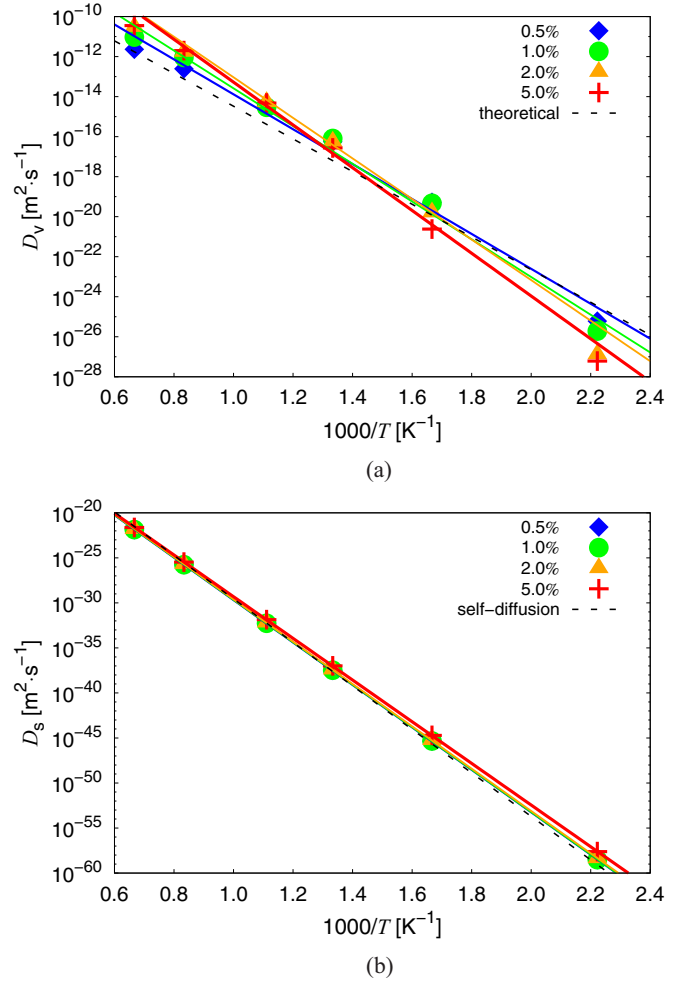 10⁻¹⁰
10⁻¹²
10⁻¹⁴
10⁻¹⁶
10⁻¹⁸
10⁻²⁰
10⁻²²
10⁻²⁴
10⁻²⁶
10⁻²⁸
D_v [m²·s⁻¹]
0.5%
1.0%
2.0%
5.0%
theoretical
0.6 0.8 1.0 1.2 1.4 1.6 1.8 2.0 2.2 2.4
1000/T [K⁻¹]
(a)
10⁻²⁰
10⁻²⁵
10⁻³⁰
10⁻³⁵
10⁻⁴⁰
10⁻⁴⁵
10⁻⁵⁰
10⁻⁵⁵
10⁻⁶⁰
D_s [m²·s⁻¹]
0.5%
1.0%
2.0%
5.0%
self−diffusion
0.6 0.8 1.0 1.2 1.4 1.6 1.8 2.0 2.2 2.4
1000/T [K⁻¹]
(b)